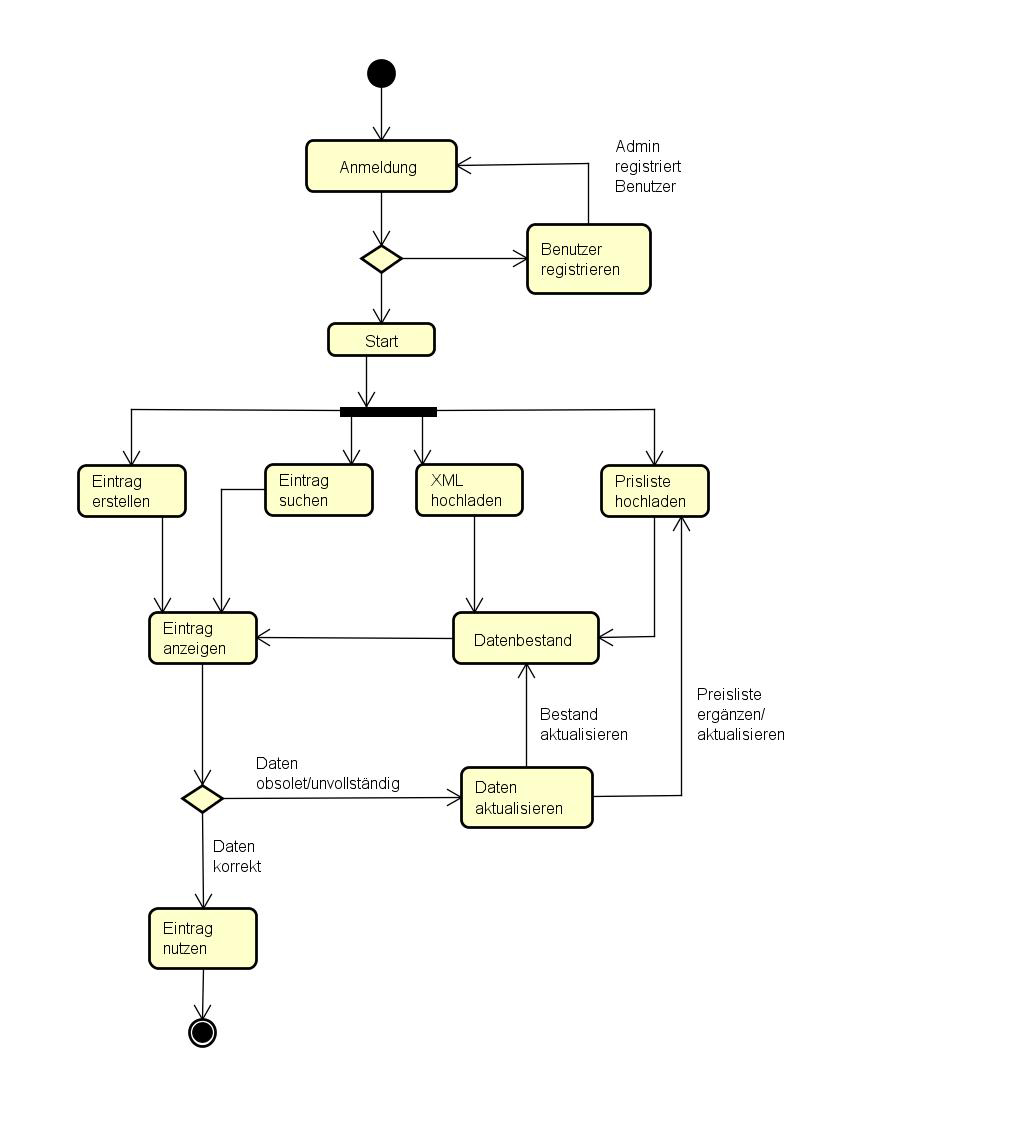 Anmeldung
Admin
registriert
Benutzer
Benutzer
registrieren
Start
Eintrag
erstellen
Eintrag
suchen
XML
hochladen
Prisliste
hochladen
Eintrag
anzeigen
Datenbestand
Bestand
aktualisieren
Preisliste
ergänzen/
aktualisieren
Daten
obsolet/unvollständig
Daten
aktualisieren
Daten
korrekt
Eintrag
nutzen